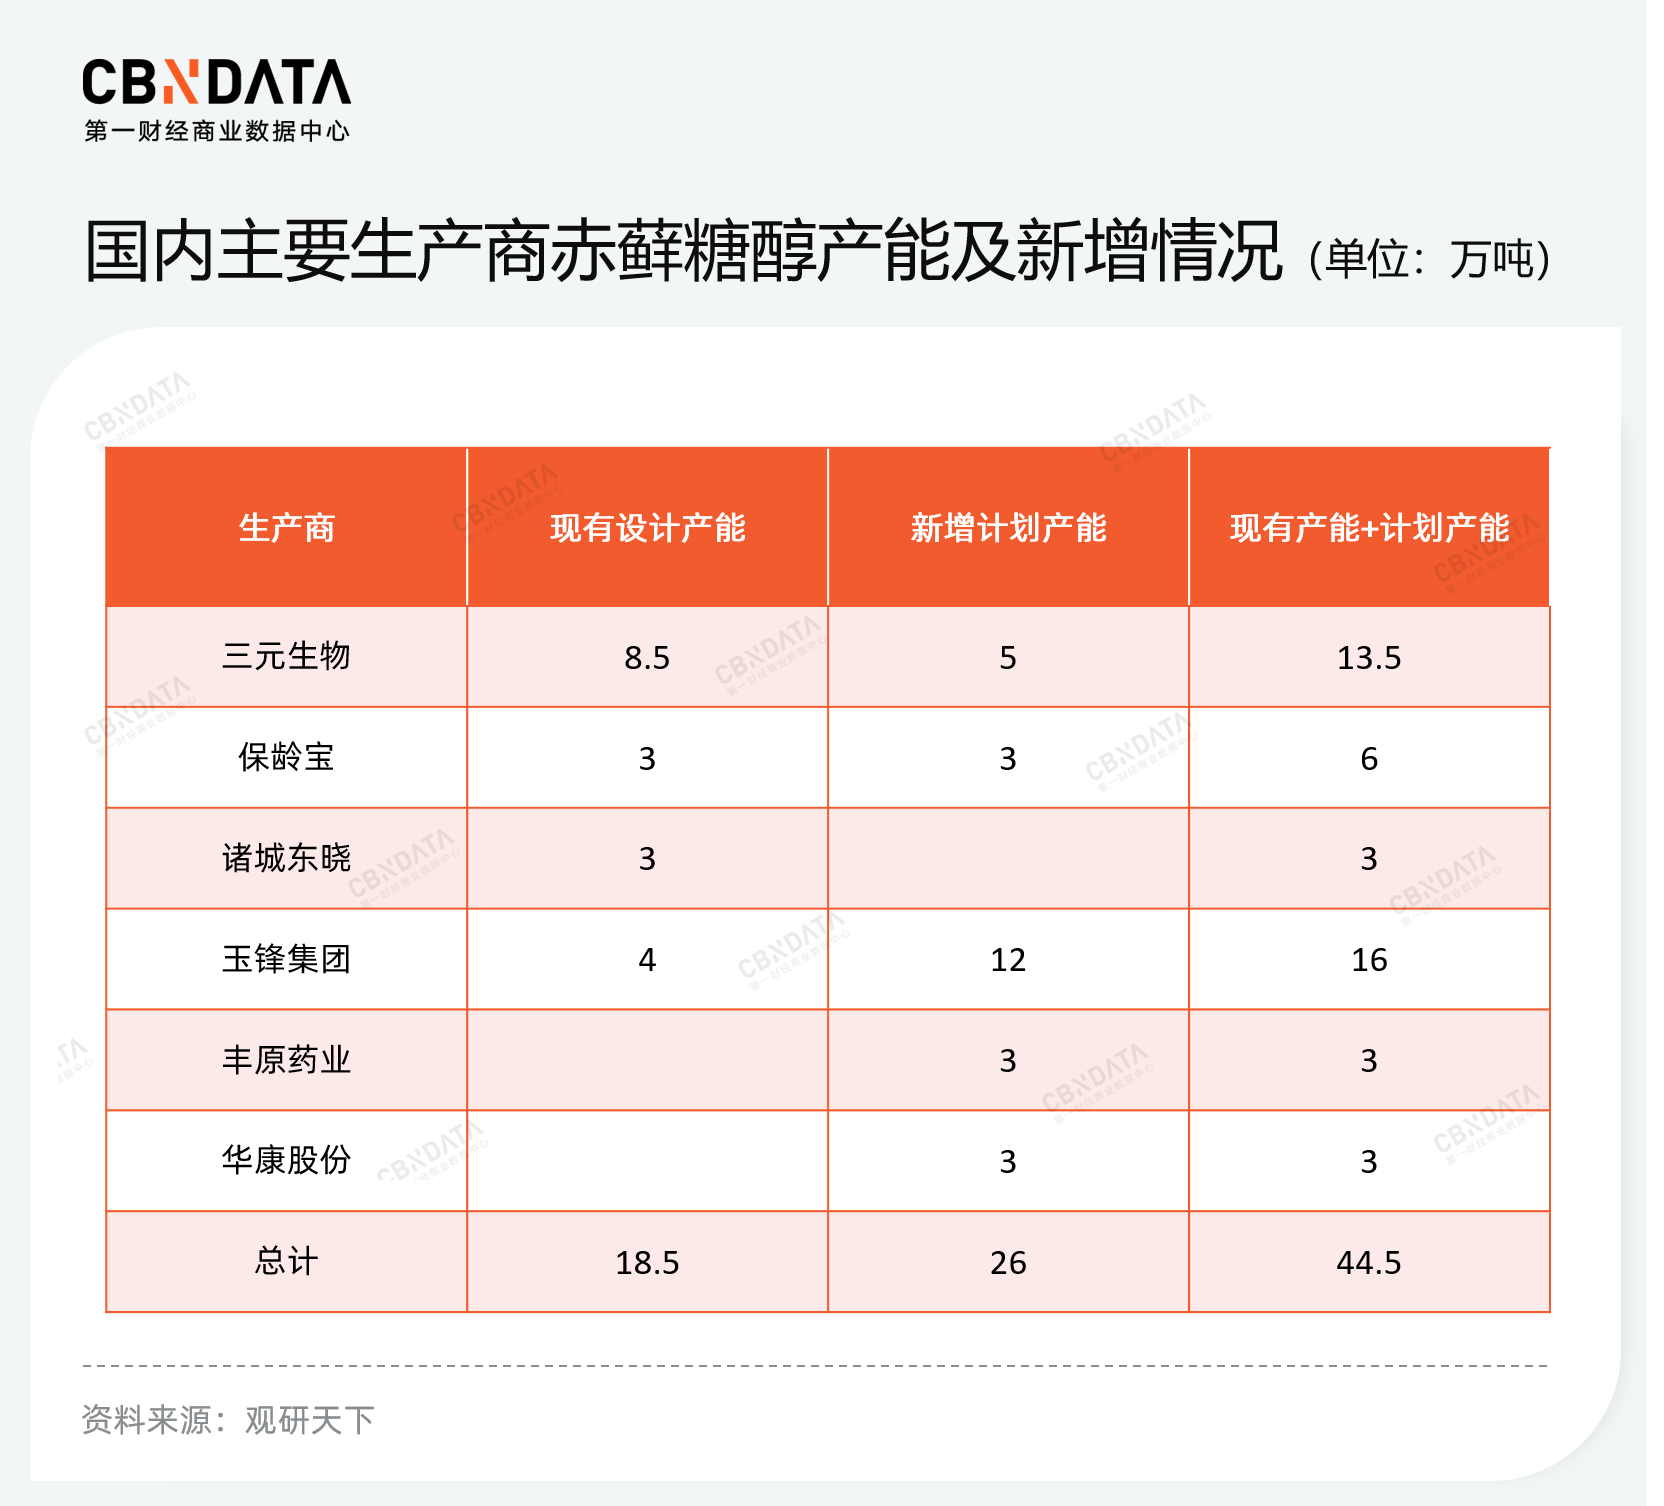 CBNDATA
第一财经商业数据中心
国内主要生产商赤藓糖醇产能及新增情况（单位：万吨）
生产商 现有设计产能 新增计划产能 现有产能+计划产能
三元生物 8.5 5 13.5
保龄宝 3 3 6
诸城东晓 3 3
玉锋集团 4 12 16
丰原药业 3 3
华康股份 3 3
总计 18.5 26 44.5
资料来源：观研天下